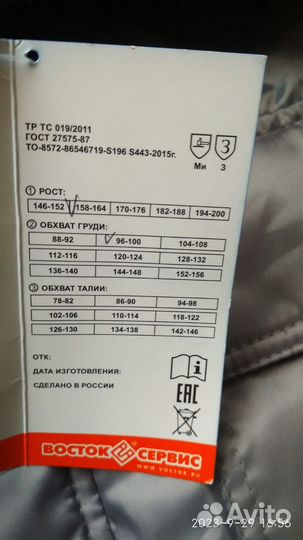 ТР ТС 019/2011
ГОСТ 27575-87
ТО-8572-86546719-S196 S443-2015г.
3
Ми 3
① РОСТ:
146-152 158-164 170-176 182-188 194-200
② ОБХВАТ ГРУДИ:
88-92 96-100 104-108
112-116 120-124 128-132
136-140 144-148 152-156
③ ОБХВАТ ТАЛИИ:
78-82 86-90 94-98
102-106 110-114 118-122
126-130 134-138 142-146
ОТК:
ДАТА ИЗГОТОВЛЕНИЯ:
СДЕЛАНО В РОССИИ
EAC
ВОСТОК СЕРВИС
WWW.VOSTOK.RU
2023-9-29 16:56
Avito